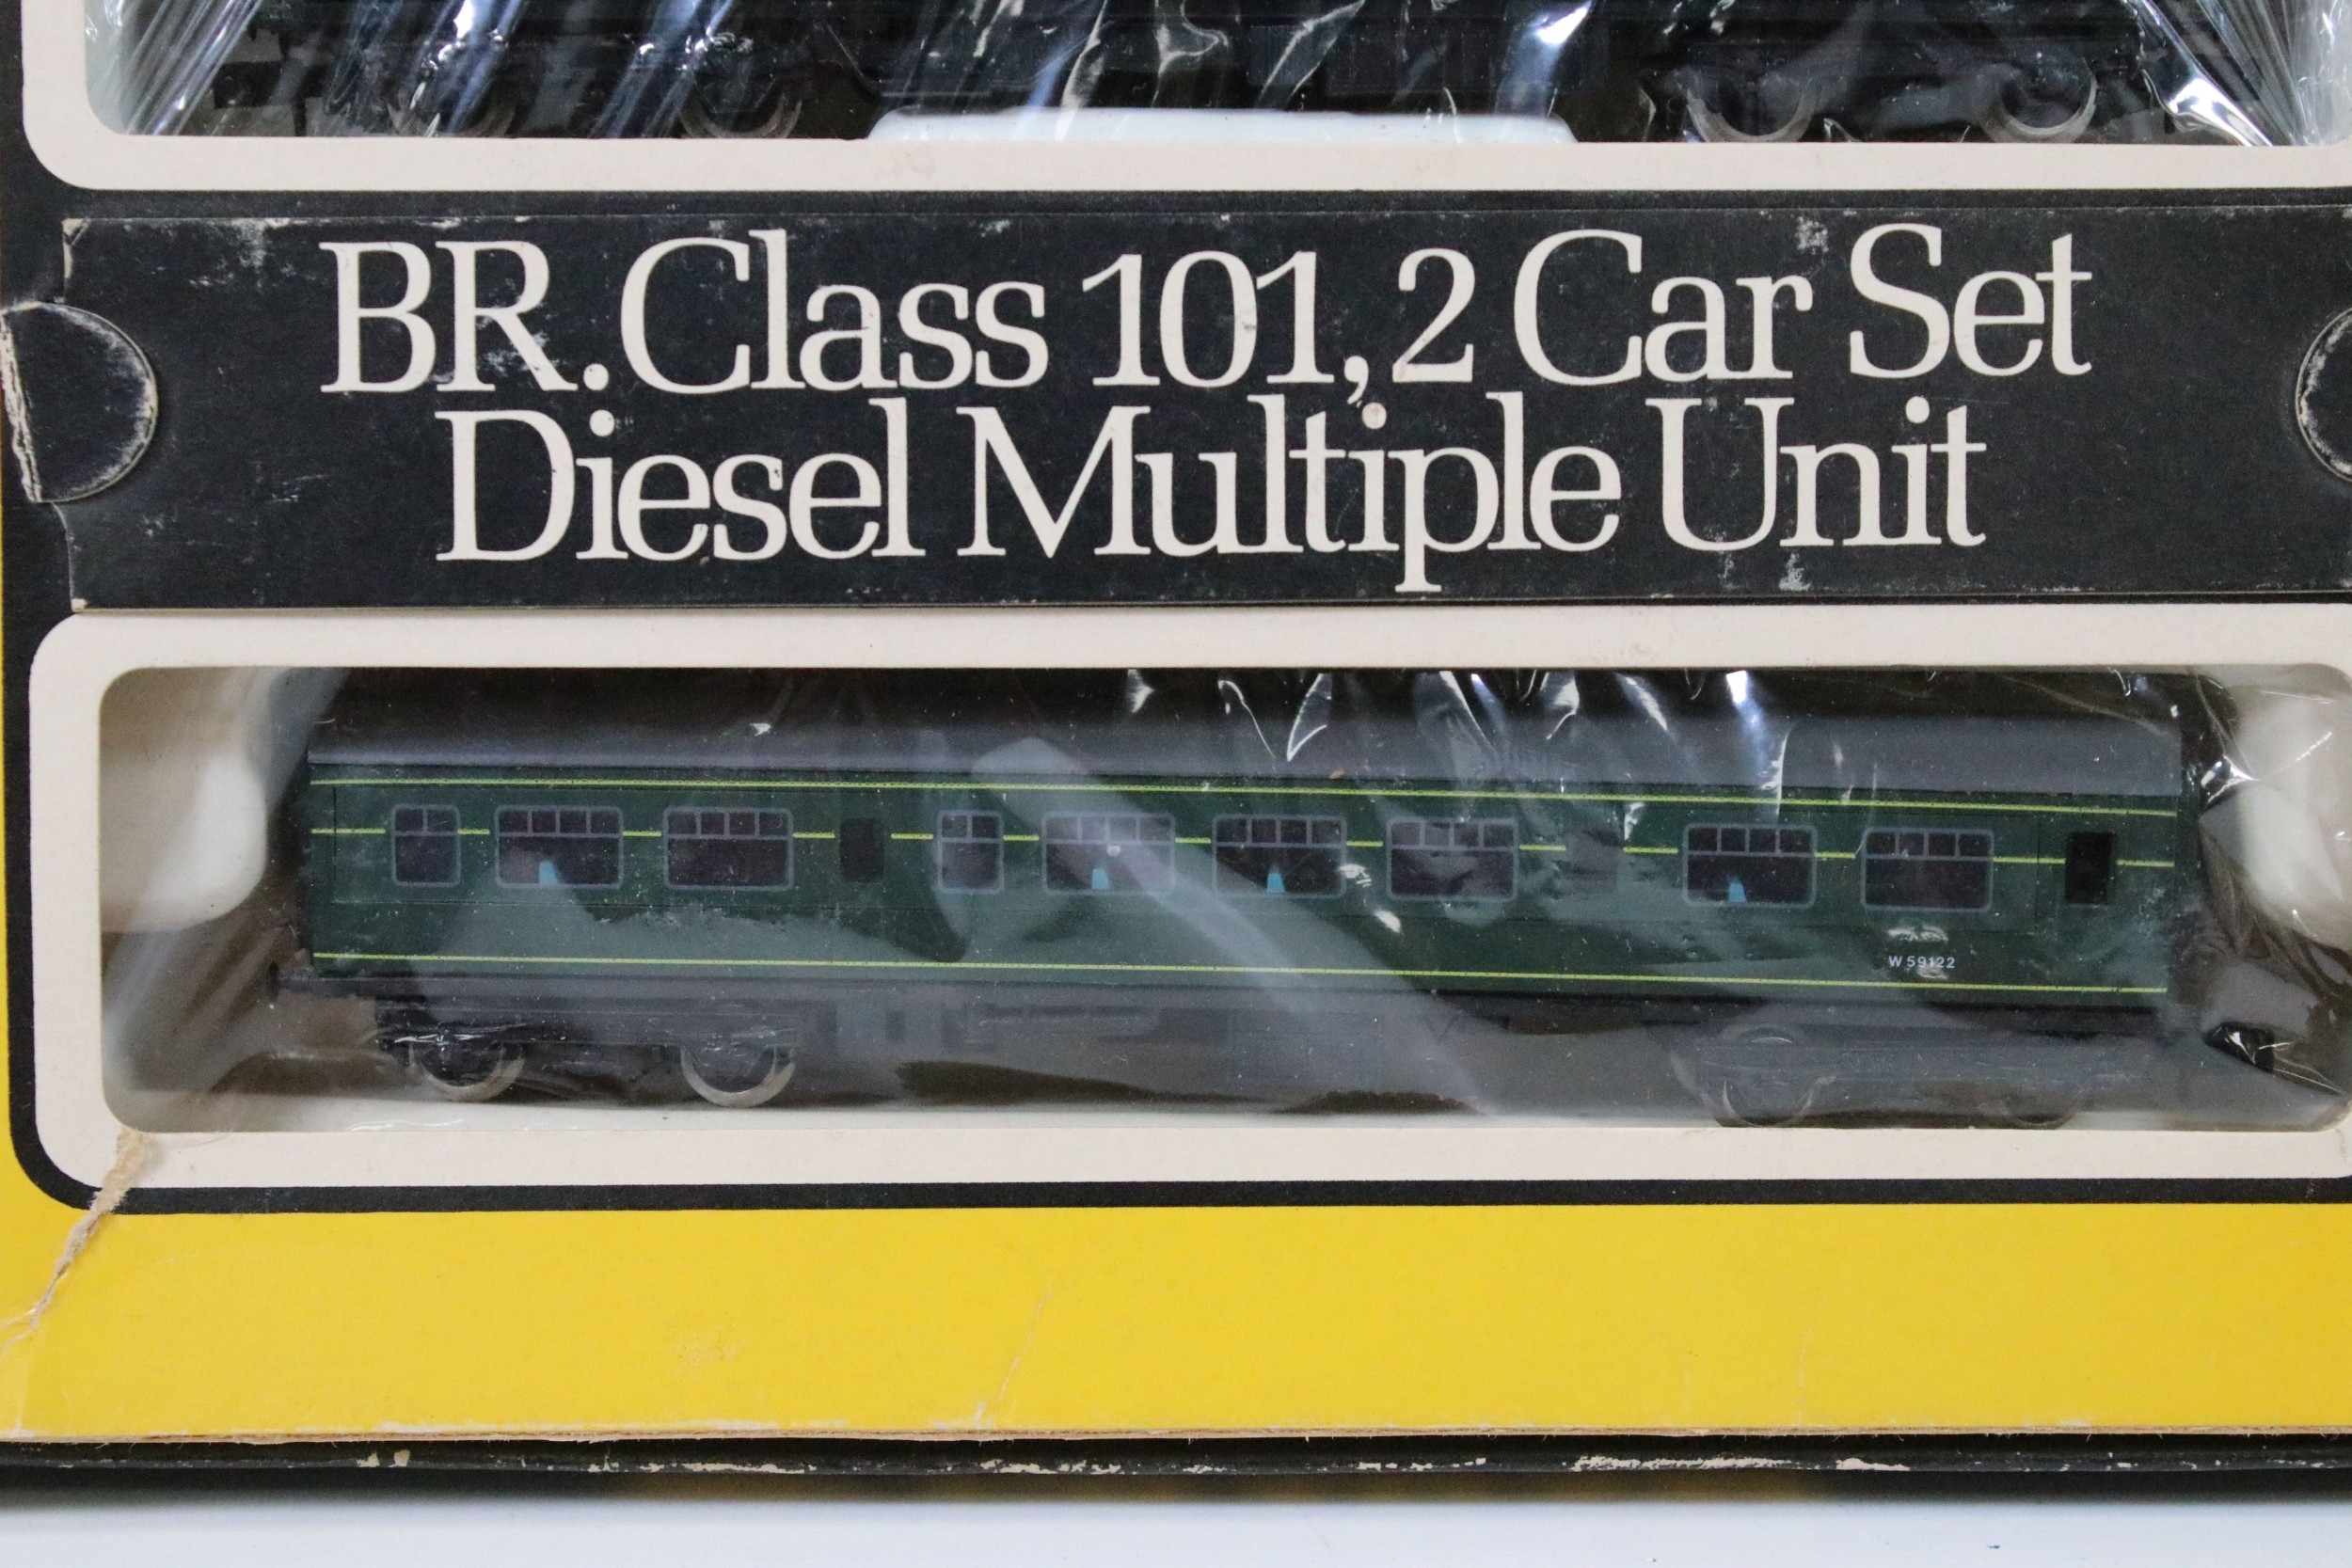 BR. Class 101, 2 Car Set
Diesel Multiple Unit
W 59122